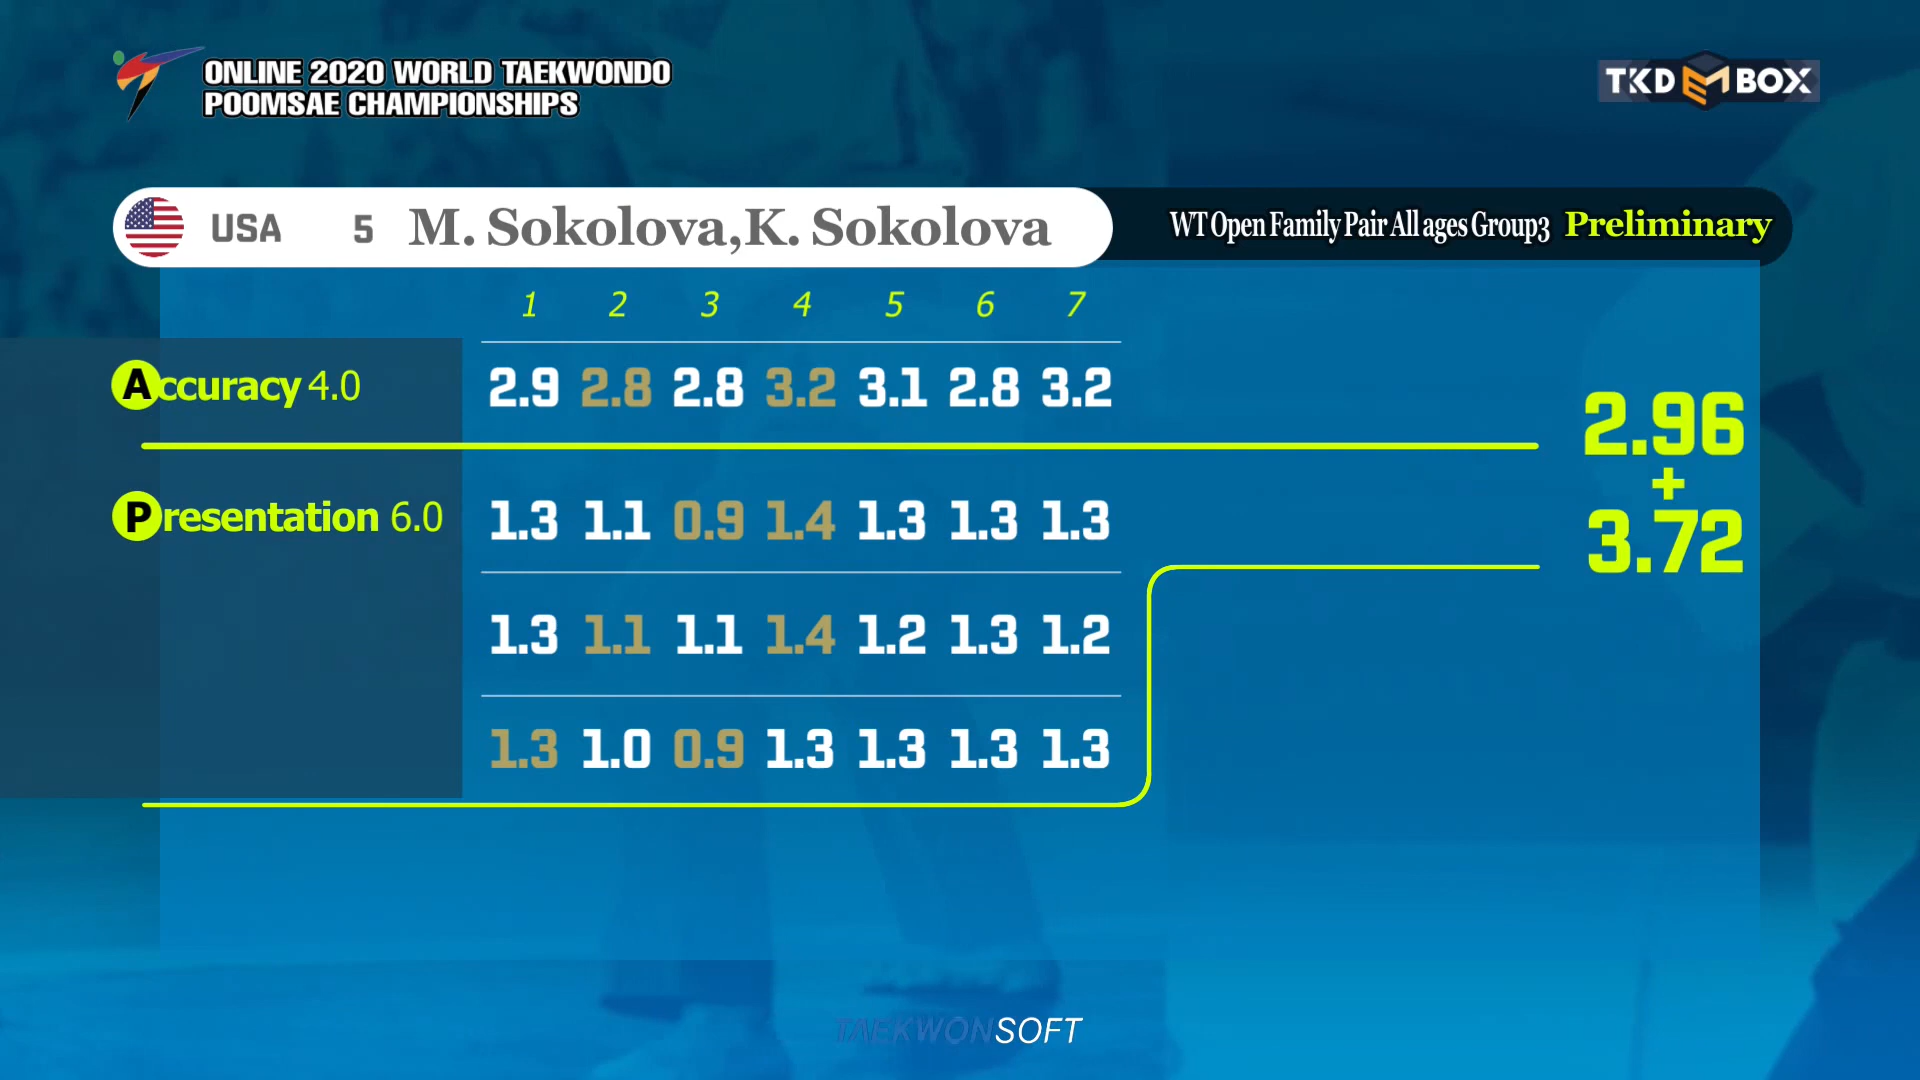 ONLINE 2020 WORLD TAEKWONDO
POOMSAE CHAMPIONSHIPS
TKD BOX
USA 5 M. Sokolova,K. Sokolova
WT Open Family Pair All ages Group3 Preliminary
1 2 3 4 5 6 7
Accuracy 4.0 2.9 2.8 2.8 3.2 3.1 2.8 3.2
2.96
+
3.72
Presentation 6.0 1.3 1.1 0.9 1.4 1.3 1.3 1.3
1.3 1.1 1.1 1.4 1.2 1.3 1.2
1.3 1.0 0.9 1.3 1.3 1.3 1.3
TAEKWONSOFT